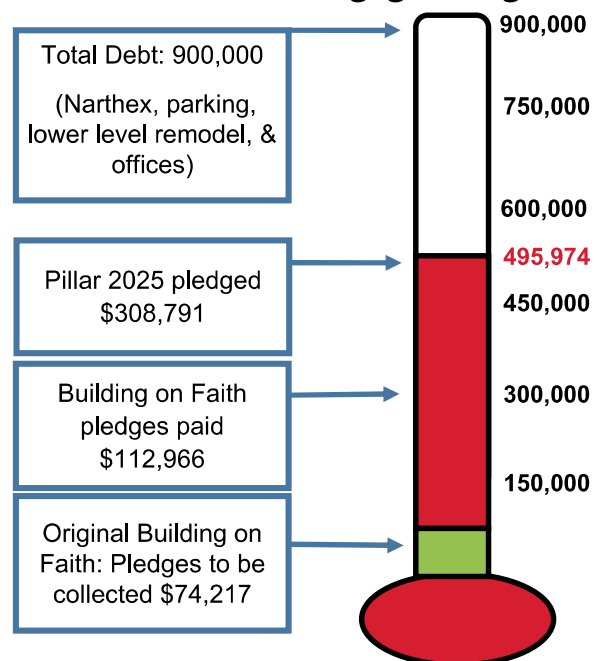 Total Debt: 900,000
(Narthex, parking,
lower level remodel, &
offices)
Pillar 2025 pledged
$308,791
Building on Faith
pledges paid
$112,966
Original Building on
Faith: Pledges to be
collected $74,217
900,000
750,000
600,000
495,974
450,000
300,000
150,000